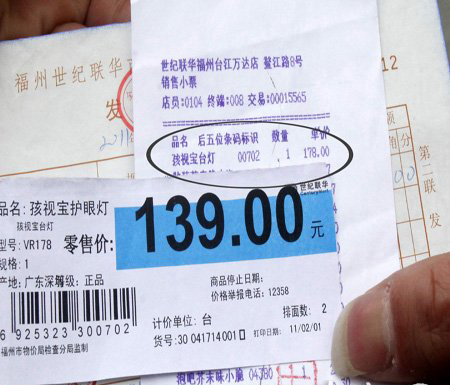 福州世纪联华
发
世纪联华福州台江万达店 鳌江路8号
销售小票
店员:0104 终端:008 交易:00015565
品名 后五位条码标识 数量 单价
孩视宝台灯 00702 1 178.00
第二联
发
世纪联华
品名: 孩视宝护眼灯
孩视宝台灯
型号: VR178
零售价: 139.00 元
规格: 1
产地: 广东深圳
等级: 正品
商品停止日期:
价格举报电话: 12358
6 925323 300702
排面数: 2
计价单位: 台
货号: 30 041714 001
打印日期: 11/02/01
福州市物价局检查分局监制